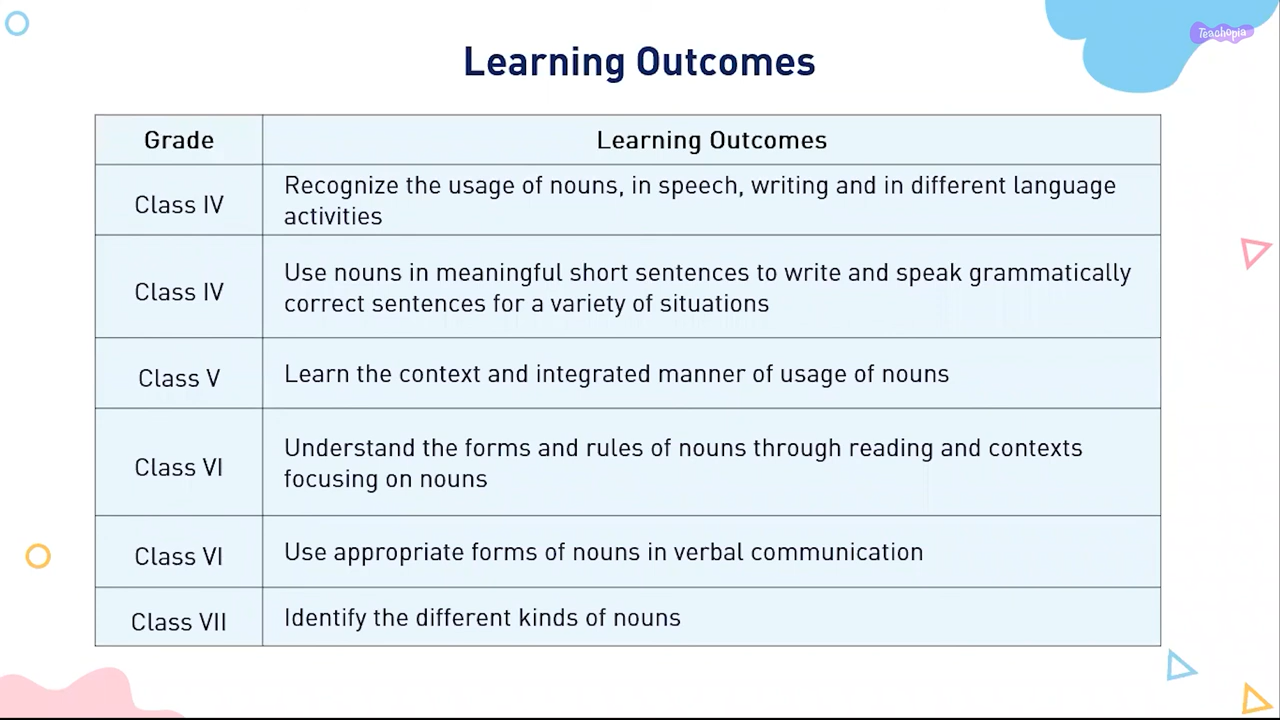 Teachopia
Learning Outcomes
Grade
Learning Outcomes
Class IV
Recognize the usage of nouns, in speech, writing and in different language
activities
Class IV
Use nouns in meaningful short sentences to write and speak grammatically
correct sentences for a variety of situations
Class V
Learn the context and integrated manner of usage of nouns
Class VI
Understand the forms and rules of nouns through reading and contexts
focusing on nouns
Class VI
Use appropriate forms of nouns in verbal communication
Class VII
Identify the different kinds of nouns